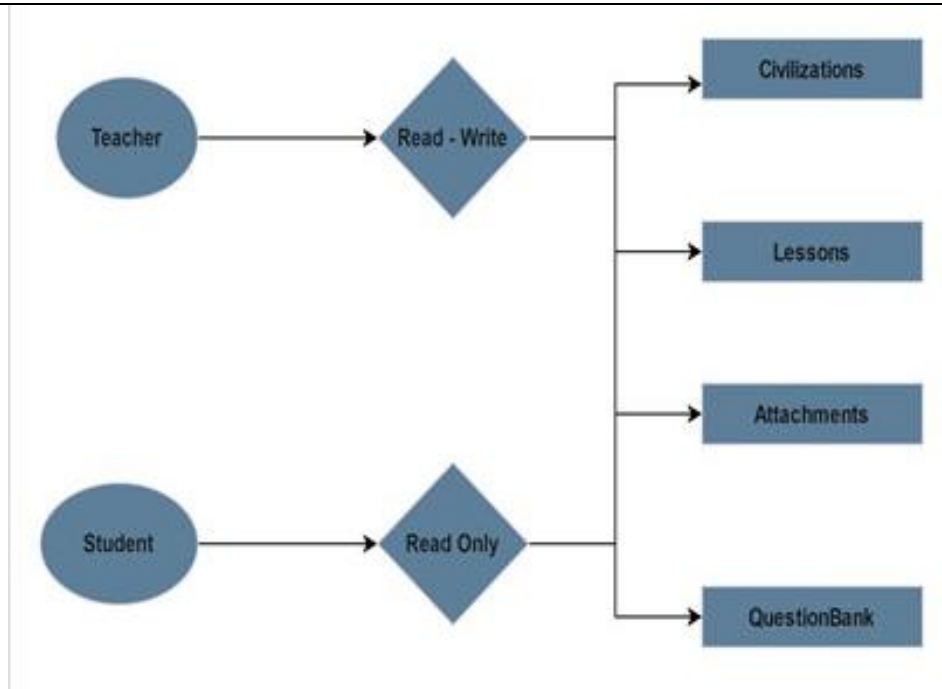 Teacher
Read - Write
Civilizations
Lessons
Attachments
Student
Read Only
QuestionBank